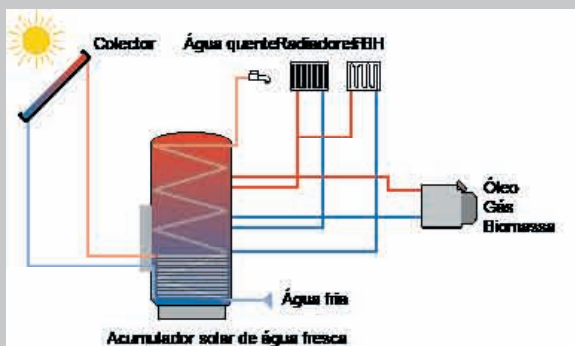 Colector
Água quente
Radiadores
FBH
Óleo
Gás
Biomassa
Água fria
Acumulador solar de água fresca